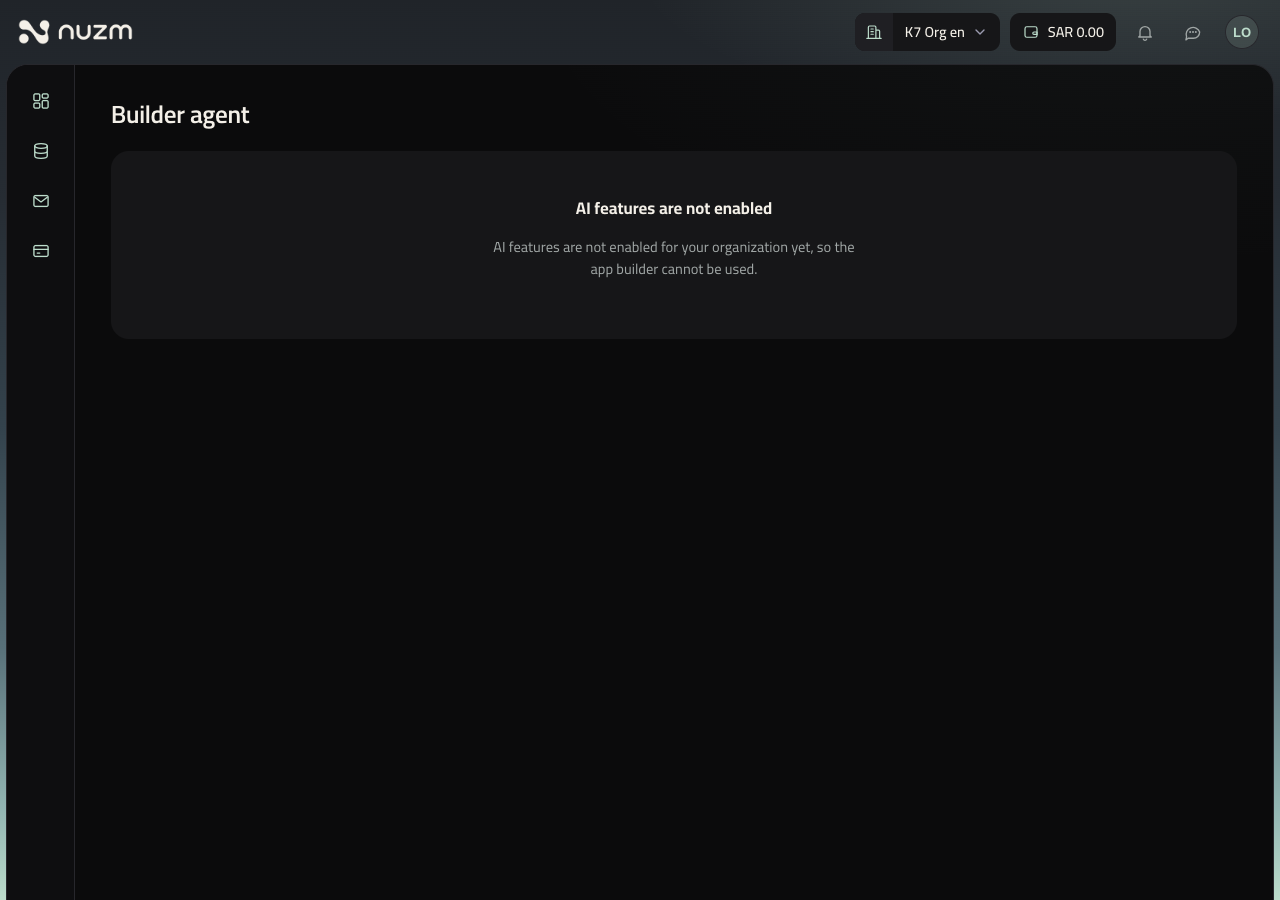 nuzm
K7 Org en
SAR 0.00
LO
Builder agent
AI features are not enabled
AI features are not enabled for your organization yet, so the
app builder cannot be used.